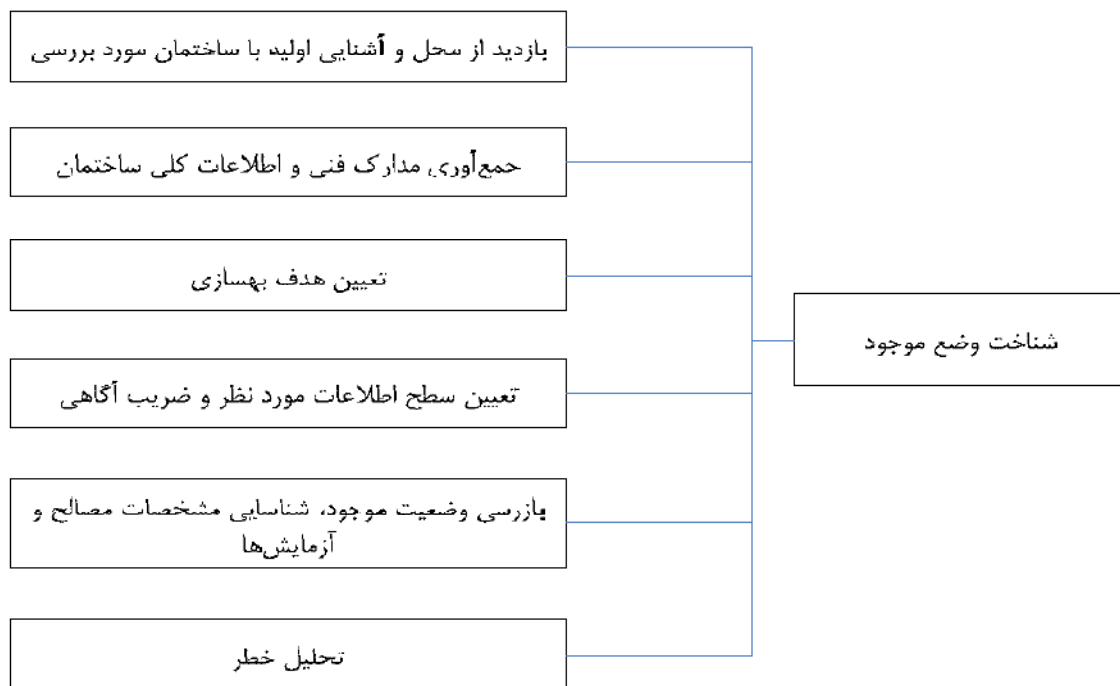 بازدید از محل و آشنایی اولیه با ساختمان مورد بررسی
جمع‌آوری مدارک فنی و اطلاعات کلی ساختمان
تعیین هدف بهسازی
شناخت وضع موجود
تعیین سطح اطلاعات مورد نظر و ضریب آگاهی
بازرسی وضعیت موجود، شناسایی مشخصات مصالح و
آزمایش‌ها
تحلیل خطر